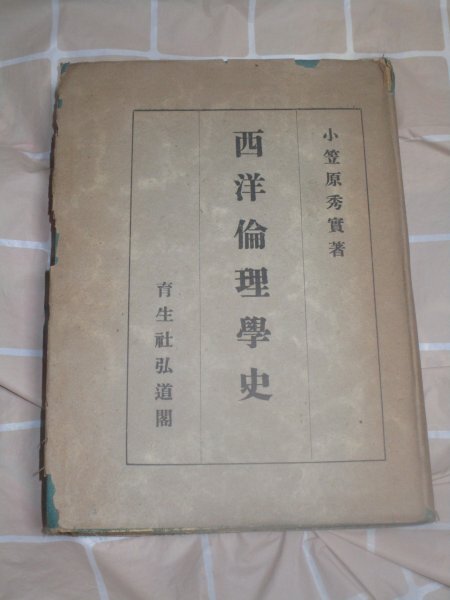 小笠原秀實著
西洋倫理學史
育生社弘道閣